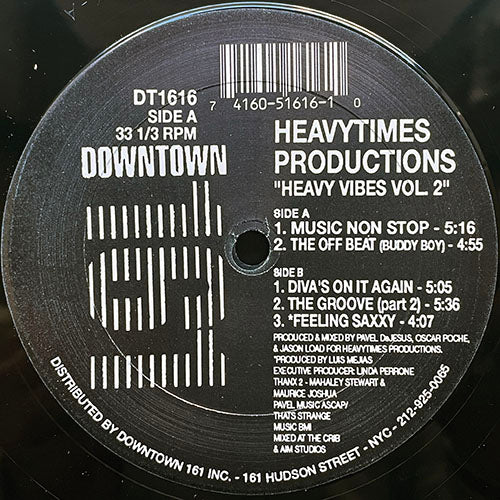 DT1616
SIDE A
33 1/3 RPM
DOWNTOWN
161
7 4160-51616-1 0
HEAVYTIMES
PRODUCTIONS
"HEAVY VIBES VOL. 2"
SIDE A
1. MUSIC NON STOP - 5:16
2. THE OFF BEAT (BUDDY BOY) - 4:55
SIDE B
1. DIVA'S ON IT AGAIN - 5:05
2. THE GROOVE (part 2) - 5:36
3. *FEELING SAXXY - 4:07
PRODUCED & MIXED BY PAVEL DeJESUS, OSCAR POCHE,
& JASON LOAD FOR HEAVYTIMES PRODUCTIONS.
*PRODUCED BY LUIS MEJIAS
EXECUTIVE PRODUCER: LINDA PERRONE
THANX 2 - MAHALEY STEWART &
MAURICE JOSHUA
PAVEL MUSIC ASCAP/
THATS STRANGE
MUSIC BMI
MIXED AT THE CRIB
& AIM STUDIOS
DISTRIBUTED BY DOWNTOWN 161 INC. - 161 HUDSON STREET - NYC - 212-925-0095